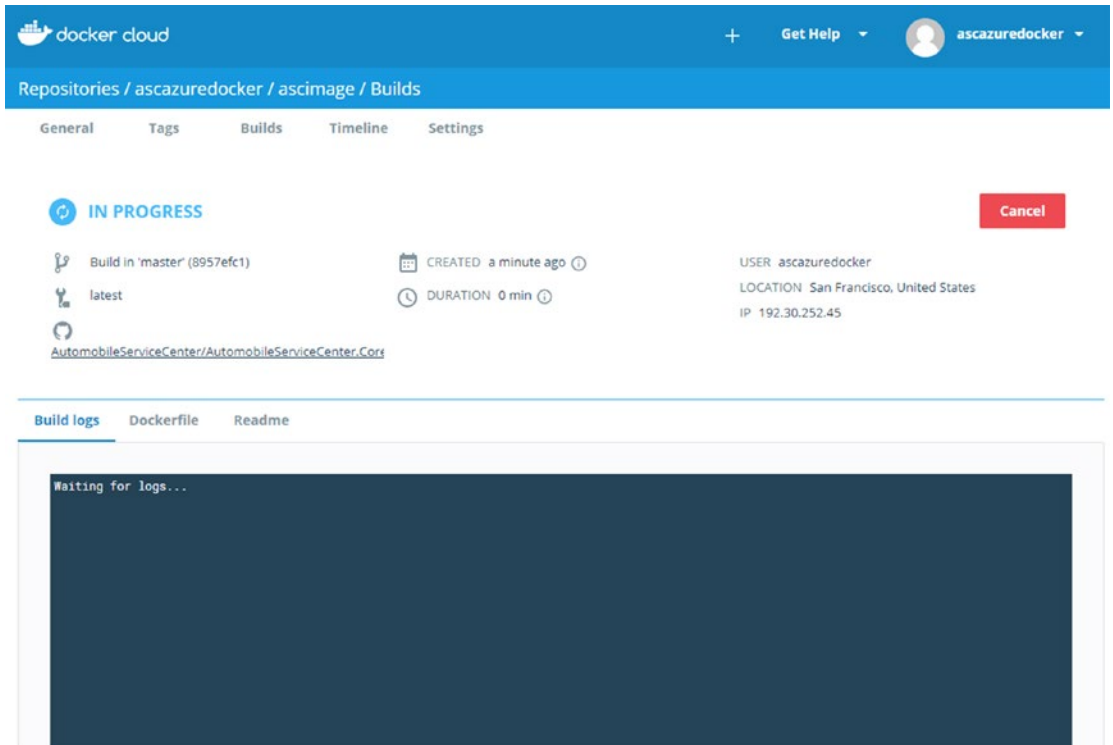 docker cloud
+ Get Help ascazuredocker
Repositories / ascazuredocker / ascimage / Builds
General Tags Builds Timeline Settings
IN PROGRESS Cancel
Build in 'master' (8957efc1) CREATED a minute ago USER ascazuredocker
latest DURATION 0 min LOCATION San Francisco, United States
IP 192.30.252.45
AutomobileServiceCenter/AutomobileServiceCenter.Core
Build logs Dockerfile Readme
Waiting for logs...